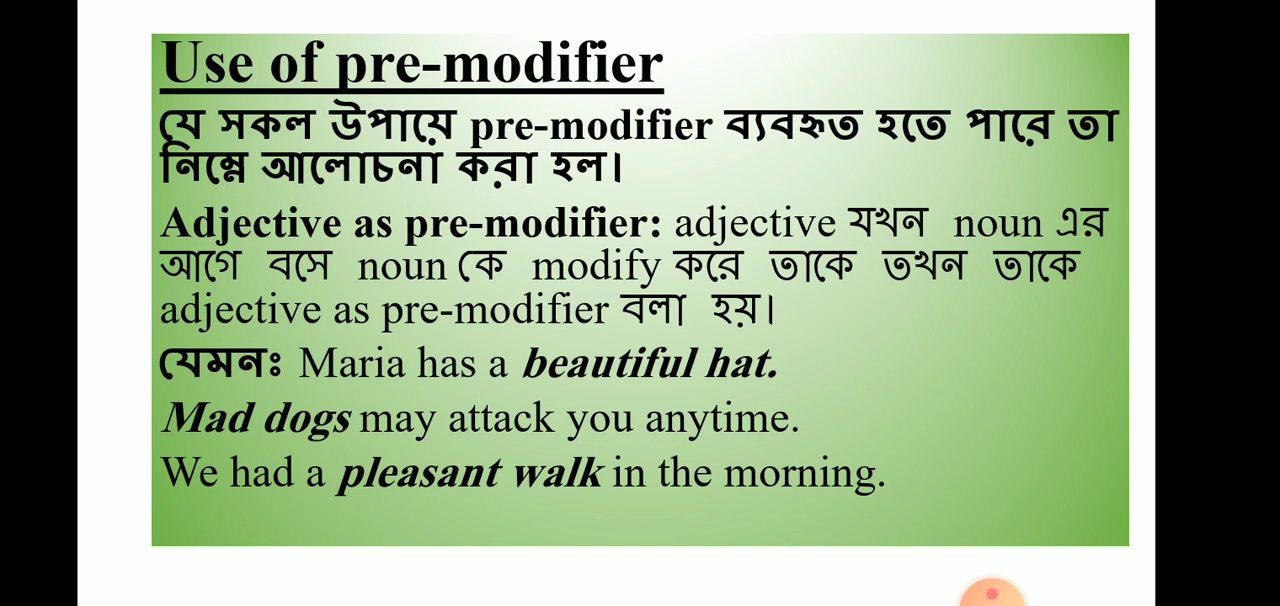 Use of pre-modifier
যে সকল উপায়ে pre-modifier ব্যবহৃত হতে পারে তা
নিম্নে আলোচনা করা হল।
Adjective as pre-modifier: adjective যখন noun এর
আগে বসে noun কে modify করে তাকে তখন তাকে
adjective as pre-modifier বলা হয়।
যেমনঃ Maria has a beautiful hat.
Mad dogs may attack you anytime.
We had a pleasant walk in the morning.